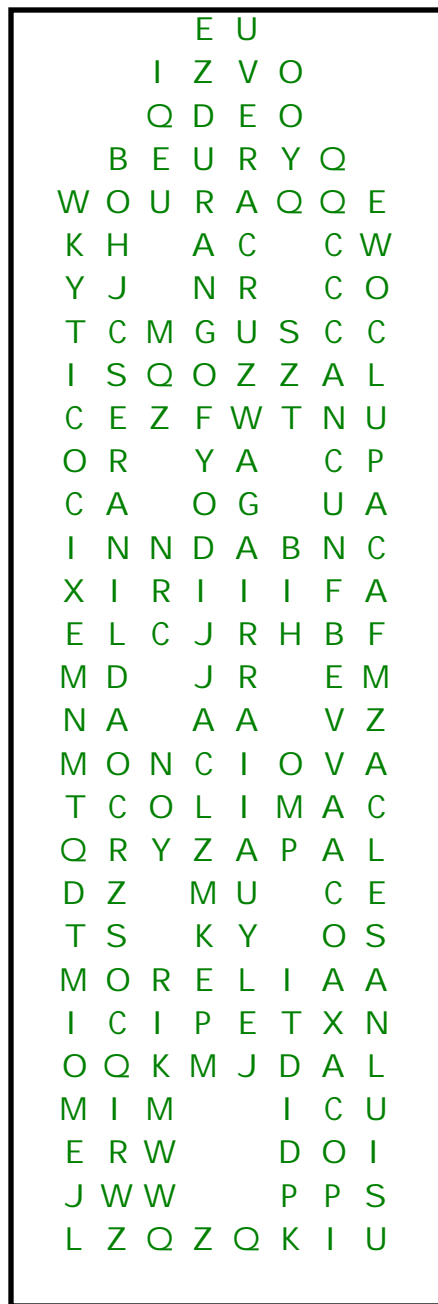 E U
I Z V O
Q D E O
B E U R Y Q
W O U R A Q Q E
K H A C C W
Y J N R C O
T C M G U S C C
I S Q O Z Z A L
C E Z F W T N U
O R Y A C P
C A O G U A
I N N D A B N C
X I R I I I F A
E L C J R H B F
M D J R E M
N A A A V Z
M O N C I O V A
T C O L I M A C
Q R Y Z A P A L
D Z M U C E
T S K Y O S
M O R E L I A A
I C I P E T X N
O Q K M J D A L
M I M I C U
E R W D O I
J W W P P S
L Z Q Z Q K I U